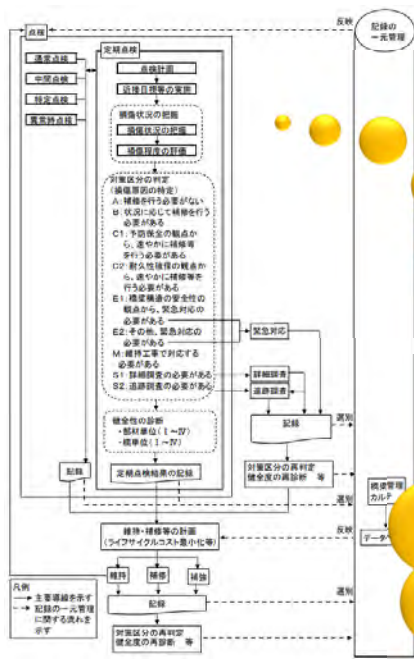 点検
通常点検
中間点検
特定点検
異常時点検
定期点検
点検計画
近接目視等の実施
損傷状況の把握
損傷状況の把握
損傷程度の評価
対策区分の判定
(損傷原因の特定)
A:補修を行う必要がない
B:状況に応じて補修を行う
必要がある
C1:予防保全の観点か
ら、速やかに補修等
を行う必要がある
C2:耐久性確保の観点か
ら、速やかに補修等を
行う必要がある
E1:橋梁構造の安全性の
観点から、緊急対応の
必要がある
E2:その他、緊急対応の
必要がある
M:維持工事で対応する
必要がある
S1:詳細調査の必要がある
S2:追跡調査の必要がある
健全性の診断
・部材単位(Ⅰ~Ⅳ)
・橋単位(Ⅰ~Ⅳ)
記録
定期点検結果の記録
緊急対応
詳細調査
追跡調査
記録
対策区分の再判定
健全度の再診断 等
維持・補修等の計画
(ライフサイクルコスト最小化等)
維持
補修
補強
記録
対策区分の再判定
健全度の再診断 等
反映
選別
選別
反映
選別
記録の
一元管理
橋梁管理
カルテ
データベ
凡例
主要導線を示す
記録の一元管理
に関する流れを
示す